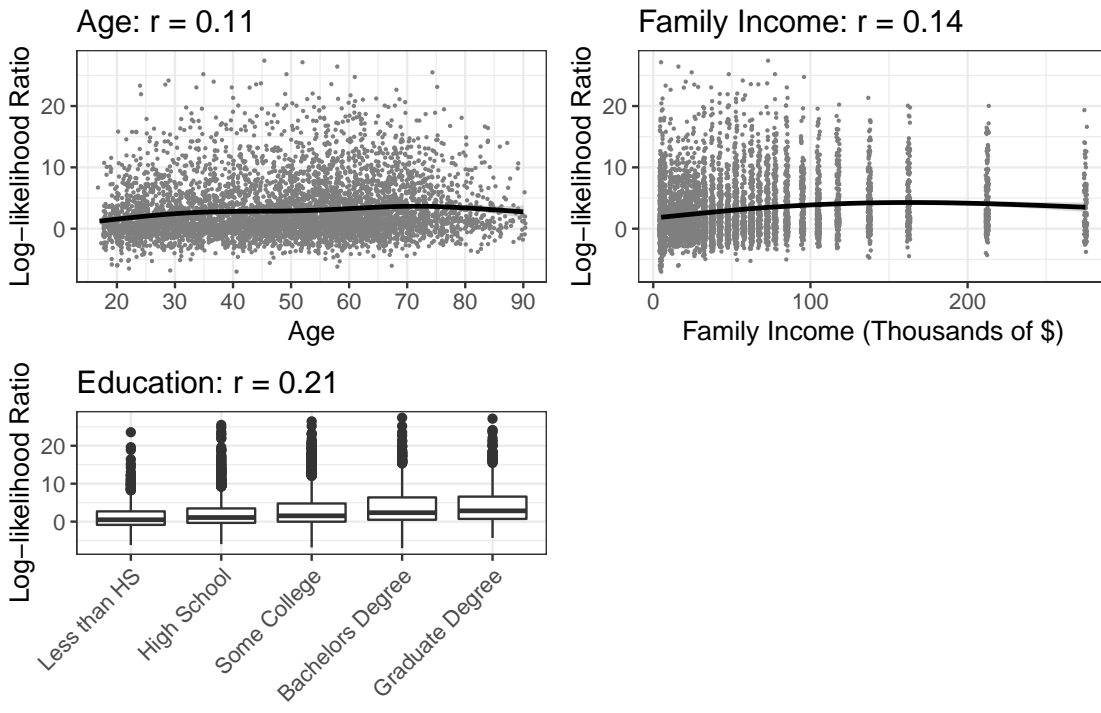 Age: r = 0.11
Log−likelihood Ratio
20
10
0
20 30 40 50 60 70 80 90
Age
Family Income: r = 0.14
Log−likelihood Ratio
20
10
0
0 100 200
Family Income (Thousands of $)
Education: r = 0.21
Log−likelihood Ratio
20
10
0
Less than HS
High School
Some College
Bachelors Degree
Graduate Degree